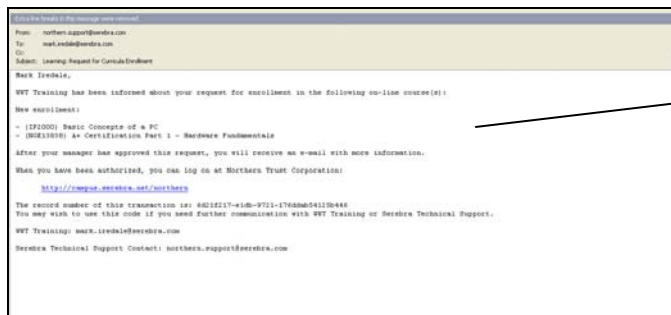 Extra line breaks in this message were removed.
From: northern.support@serebra.com
To: mark.iredale@serebra.com
Cc:
Subject: Learning: Request for Curricula Enrollment
Mark Iredale,
WWT Training has been informed about your request for enrollment in the following on-line course(s):
New enrollment:
- (IP2000) Basic Concepts of a PC
- A+ Certification Part 1 - Hardware Fundamentals
After your manager has approved this request, you will receive an e-mail with more information.
When you have been authorized, you can log on at Northern Trust Corporation:
http://campus.serebra.net/northern
The record number of this transaction is:
You may wish to use this code if you need further communication with WWT Training or Serebra Technical Support.
WWT Training: mark.iredale@serebra.com
Serebra Technical Support Contact: northern.support@serebra.com